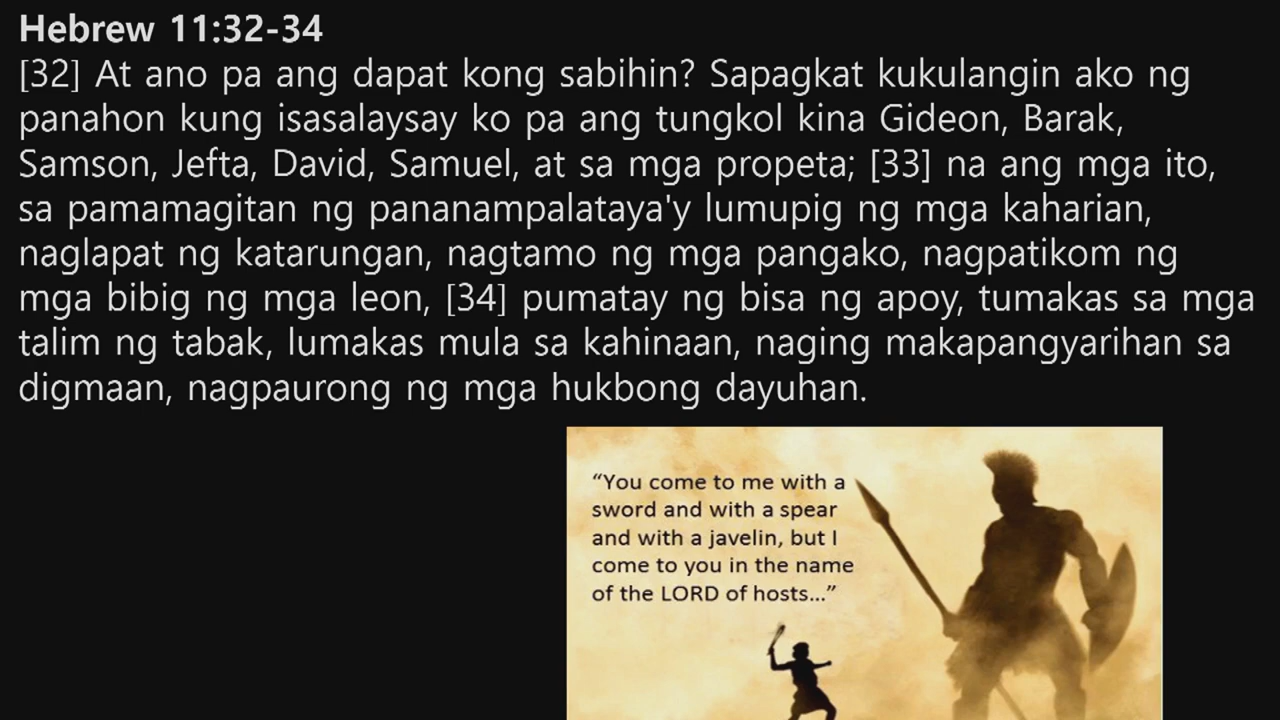 Hebrew 11:32-34
[32] At ano pa ang dapat kong sabihin? Sapagkat kukulangin ako ng
panahon kung isasalaysay ko pa ang tungkol kina Gideon, Barak,
Samson, Jefta, David, Samuel, at sa mga propeta; [33] na ang mga ito,
sa pamamagitan ng pananampalataya'y lumupig ng mga kaharian,
naglapat ng katarungan, nagtamo ng mga pangako, nagpatikom ng
mga bibig ng mga leon, [34] pumatay ng bisa ng apoy, tumakas sa mga
talim ng tabak, lumakas mula sa kahinaan, naging makapangyarihan sa
digmaan, nagpaurong ng mga hukbong dayuhan.
“You come to me with a
sword and with a spear
and with a javelin, but I
come to you in the name
of the LORD of hosts...”